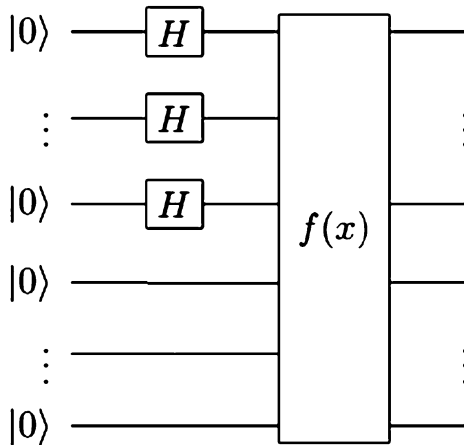 |0⟩ H
⋮ H ⋮
|0⟩ H
f(x)
|0⟩
⋮ ⋮
|0⟩